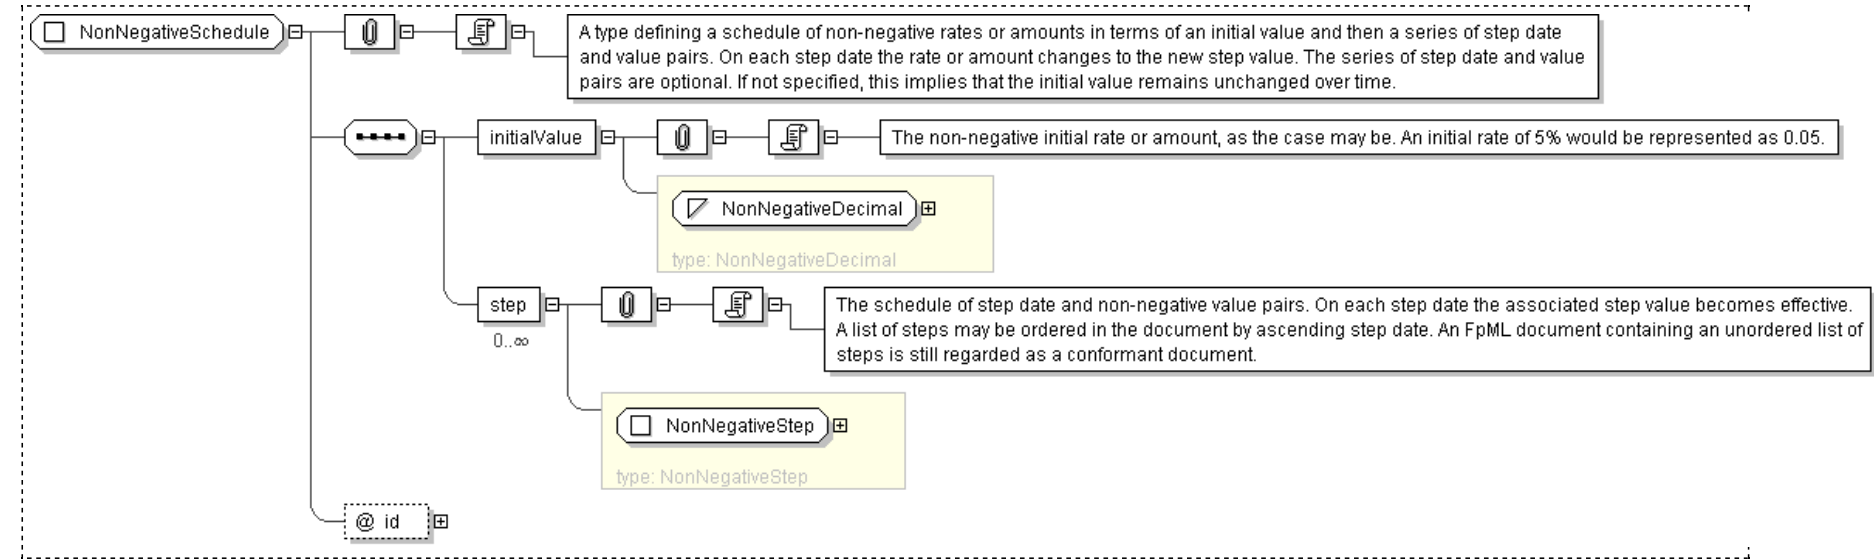 NonNegativeSchedule
A type defining a schedule of non-negative rates or amounts in terms of an initial value and then a series of step date
and value pairs. On each step date the rate or amount changes to the new step value. The series of step date and value
pairs are optional. If not specified, this implies that the initial value remains unchanged over time.
initialValue
The non-negative initial rate or amount, as the case may be. An initial rate of 5% would be represented as 0.05.
NonNegativeDecimal
type: NonNegativeDecimal
step
0..∞
The schedule of step date and non-negative value pairs. On each step date the associated step value becomes effective.
A list of steps may be ordered in the document by ascending step date. An FpML document containing an unordered list of
steps is still regarded as a conformant document.
NonNegativeStep
type: NonNegativeStep
@ id